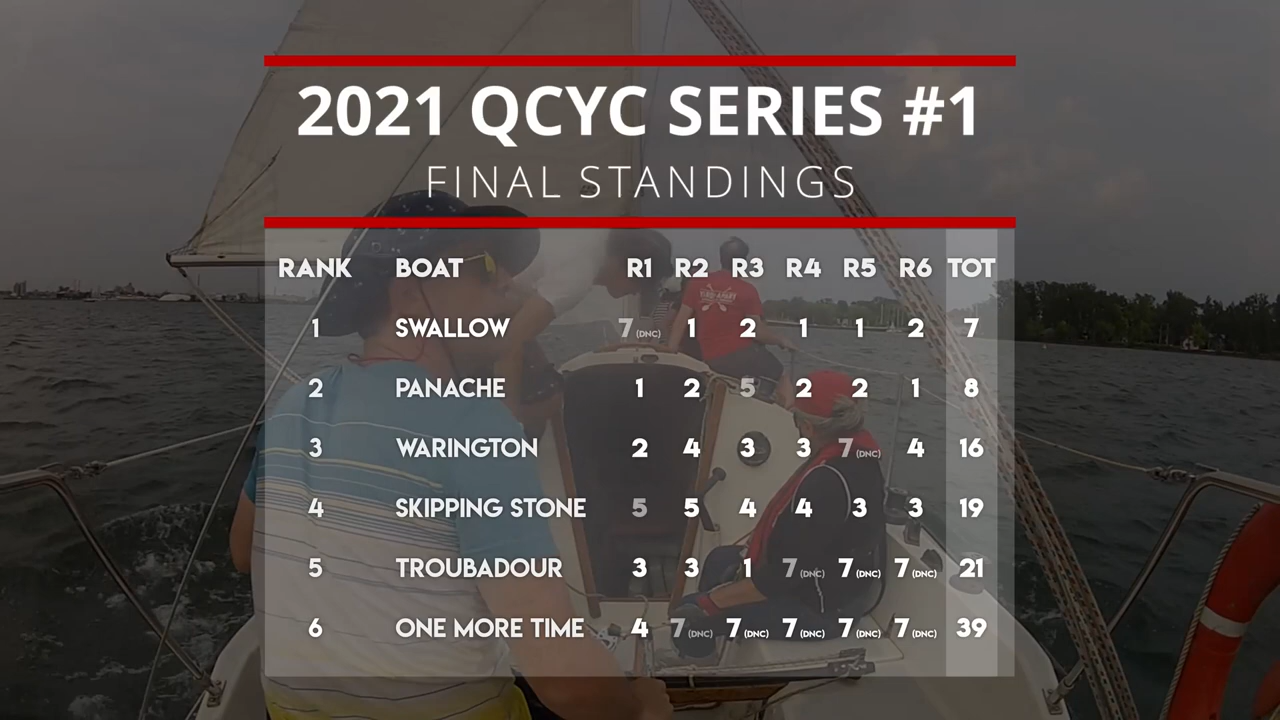 2021 QCYC SERIES #1
FINAL STANDINGS
RANK BOAT R1 R2 R3 R4 R5 R6 TOT
1 SWALLOW 7 (DNC) 1 2 1 1 2 7
2 PANACHE 1 2 5 2 2 1 8
3 WARINGTON 2 4 3 3 7 (DNC) 4 16
4 SKIPPING STONE 5 5 4 4 3 3 19
5 TROUBADOUR 3 3 1 7 (DNC) 7 (DNC) 7 (DNC) 21
6 ONE MORE TIME 4 7 (DNC) 7 (DNC) 7 (DNC) 7 (DNC) 7 (DNC) 39